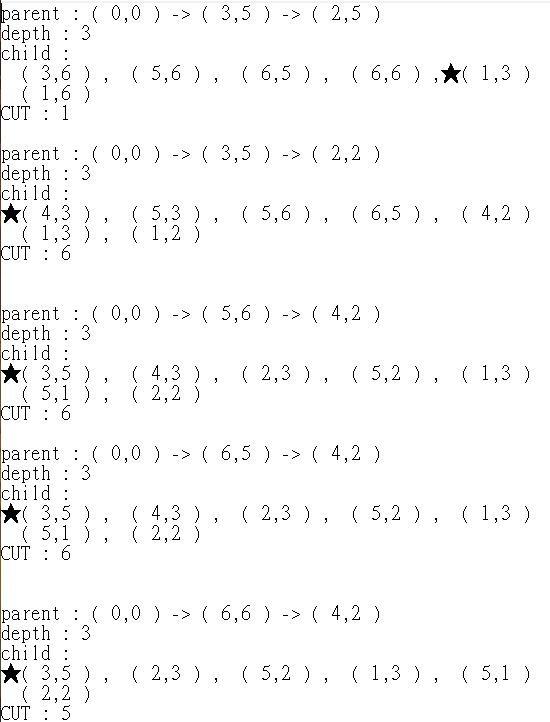 parent : ( 0,0 ) -> ( 3,5 ) -> ( 2,5 )
depth : 3
child :
( 3,6 ) , ( 5,6 ) , ( 6,5 ) , ( 6,6 ) ,★( 1,3 )
( 1,6 )
CUT : 1
parent : ( 0,0 ) -> ( 3,5 ) -> ( 2,2 )
depth : 3
child :
★( 4,3 ) , ( 5,3 ) , ( 5,6 ) , ( 6,5 ) , ( 4,2 )
( 1,3 ) , ( 1,2 )
CUT : 6
parent : ( 0,0 ) -> ( 5,6 ) -> ( 4,2 )
depth : 3
child :
★( 3,5 ) , ( 4,3 ) , ( 2,3 ) , ( 5,2 ) , ( 1,3 )
( 5,1 ) , ( 2,2 )
CUT : 6
parent : ( 0,0 ) -> ( 6,5 ) -> ( 4,2 )
depth : 3
child :
★( 3,5 ) , ( 4,3 ) , ( 2,3 ) , ( 5,2 ) , ( 1,3 )
( 5,1 ) , ( 2,2 )
CUT : 6
parent : ( 0,0 ) -> ( 6,6 ) -> ( 4,2 )
depth : 3
child :
★( 3,5 ) , ( 2,3 ) , ( 5,2 ) , ( 1,3 ) , ( 5,1 )
( 2,2 )
CUT : 5